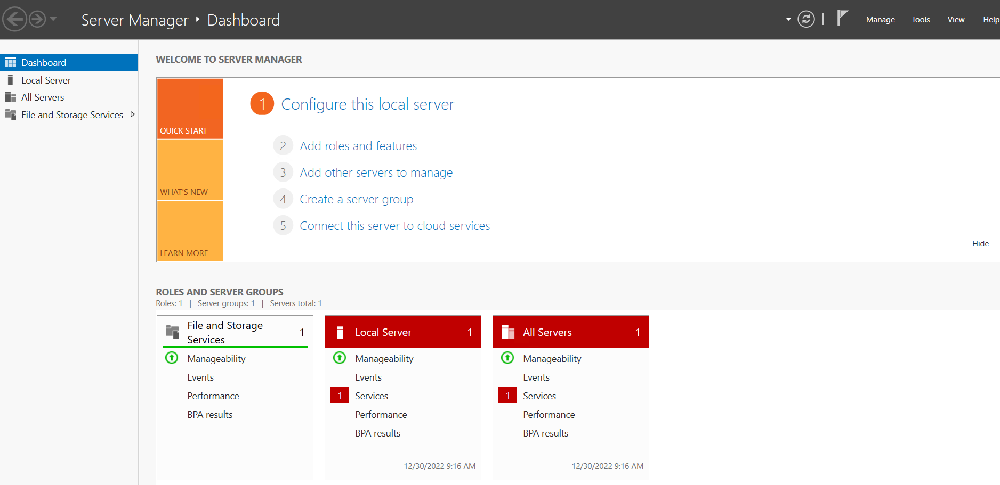 Server Manager ‣ Dashboard
Manage Tools View Help
Dashboard
Local Server
All Servers
File and Storage Services
WELCOME TO SERVER MANAGER
QUICK START
WHAT'S NEW
LEARN MORE
1 Configure this local server
2 Add roles and features
3 Add other servers to manage
4 Create a server group
5 Connect this server to cloud services
Hide
ROLES AND SERVER GROUPS
Roles: 1 | Server groups: 1 | Servers total: 1
File and Storage
Services 1
Manageability
Events
Performance
BPA results
Local Server 1
Manageability
Events
1 Services
Performance
BPA results
12/30/2022 9:16 AM
All Servers 1
Manageability
Events
1 Services
Performance
BPA results
12/30/2022 9:16 AM